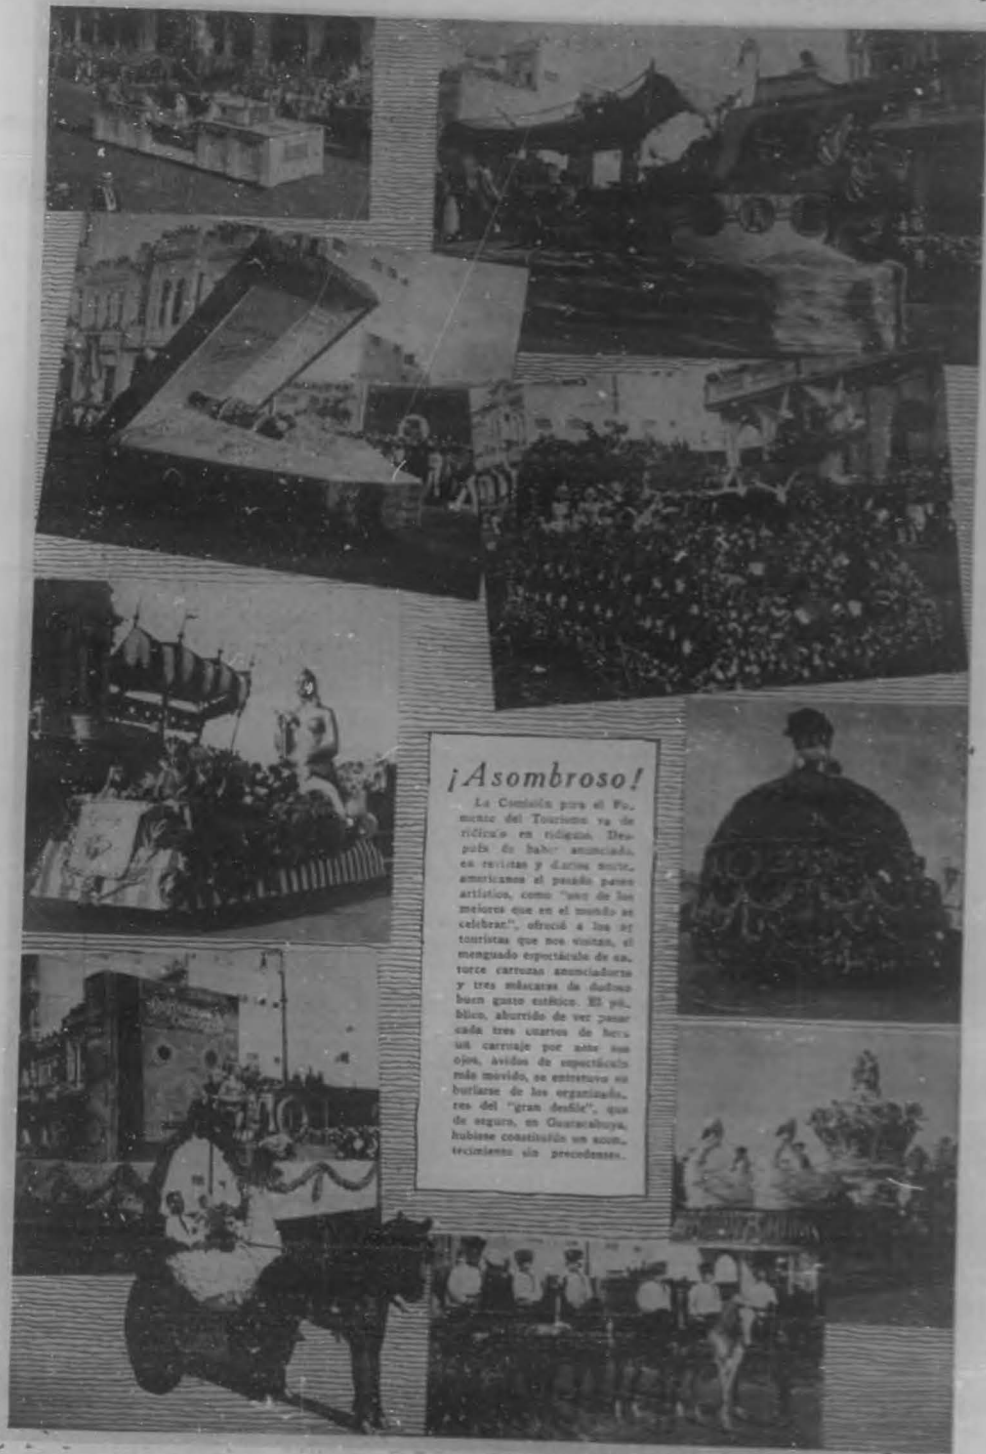 ¡Asombroso!
La Comisión para el Fo-
mento del Tourismo va de
ridículo en ridículo. Des-
pués de haber anunciado,
en revistas y diarios norte-
americanos el pasado paseo
artístico, como "uno de los
mejores que en el mundo se
celebran", ofreció a los
touristas que nos visitan, el
menguado espectáculo de ca-
torce carrozas anunciadoras
y tres máscaras de dudoso
buen gusto estético. El pú-
blico, aburrido de ver pasar
cada tres cuartos de hora
un carruaje por ante sus
ojos, ávidos de espectáculo
más movido, se entretuvo en
burlarse de los organizado-
res del "gran desfile", que
de seguro, en Guatacabuya,
hubiese constituído un acon-
tecimiento sin precedentes.